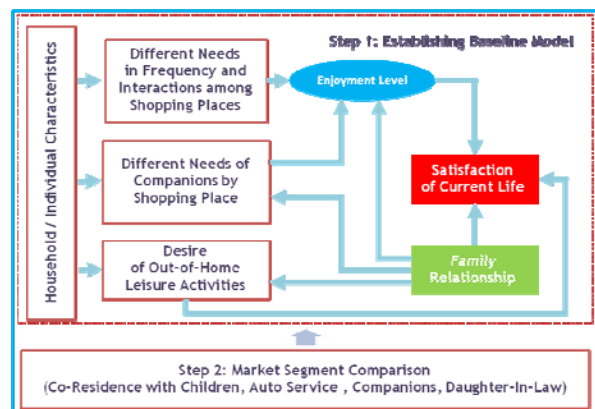 Step 1: Establishing Baseline Model
Household / Individual Characteristics
Different Needs
in Frequency and
Interactions among
Shopping Places
Enjoyment Level
Different Needs of
Companions by
Shopping Place
Satisfaction
of Current Life
Desire
of Out-of-Home
Leisure Activities
Family
Relationship
Step 2: Market Segment Comparison
(Co-Residence with Children, Auto Service , Companions, Daughter-In-Law)